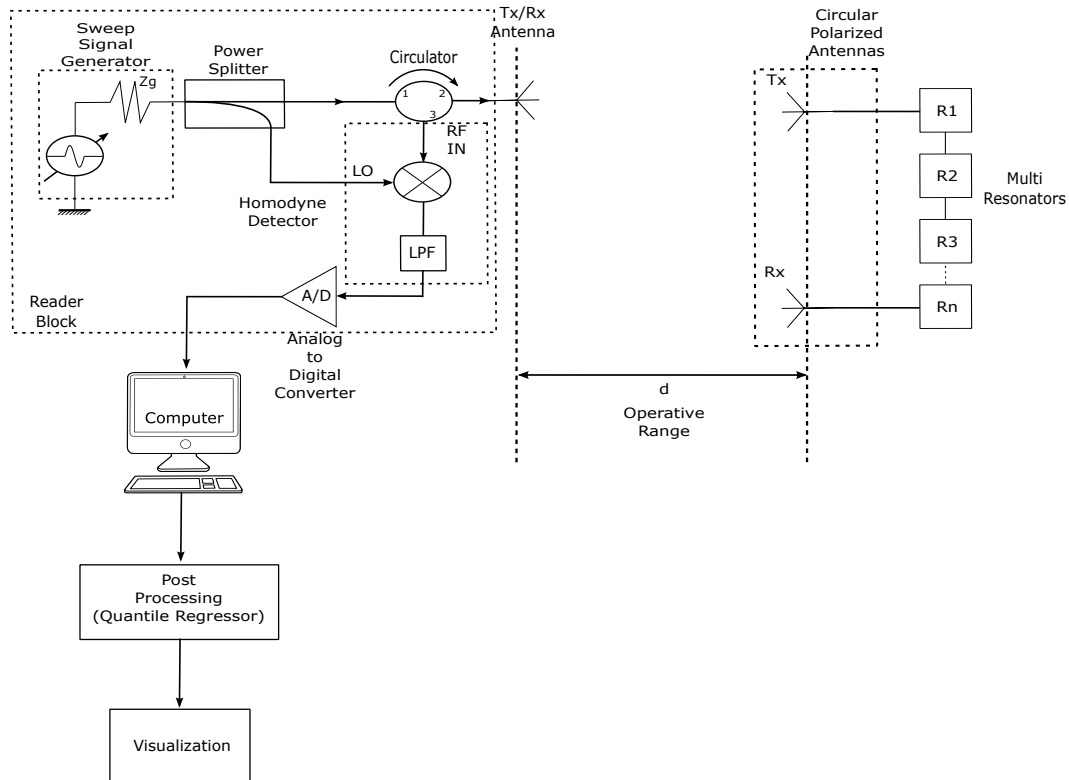 Sweep
Signal
Generator
Zg
Power
Splitter
Circulator
1
2
3
Tx/Rx
Antenna
RF
IN
LO
Homodyne
Detector
LPF
A/D
Analog
to
Digital
Converter
Reader
Block
Circular
Polarized
Antennas
Tx
Rx
R1
R2
R3
Rn
Multi
Resonators
d
Operative
Range
Computer
Post
Processing
(Quantile Regressor)
Visualization